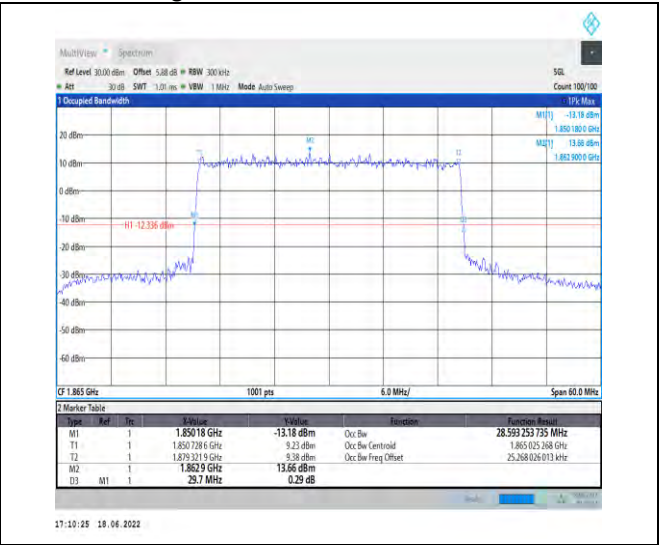 MultiView Spectrum
Ref Level 30.00 dBm Offset 5.88 dB RBW 300 kHz SGL
Att 30 dB SWT 1.01 ms VBW 1 MHz Mode Auto Sweep Count 100/100
1 Occupied Bandwidth 1Pk Max
M1[1] -13.18 dBm
1.850 180 0 GHz
M2[1] 13.66 dBm
1.862 900 0 GHz
20 dBm
M2
T1 T2
10 dBm
0 dBm
-10 dBm
M1
H1 -12.336 dBm
-20 dBm
-30 dBm
-40 dBm
-50 dBm
-60 dBm
CF 1.865 GHz 1001 pts 6.0 MHz/ Span 60.0 MHz
2 Marker Table
Type Ref Trc X-Value Y-Value Function Function Result
M1 1 1.85018 GHz -13.18 dBm Occ Bw 28.593 253 735 MHz
T1 1 1.850 728 6 GHz 9.23 dBm Occ Bw Centroid 1.865 025 268 GHz
T2 1 1.879 321 9 GHz 9.38 dBm Occ Bw Freq Offset 25.268 026 013 kHz
M2 1 1.8629 GHz 13.66 dBm
D3 M1 1 29.7 MHz 0.29 dB
17:10:25 18.06.2022